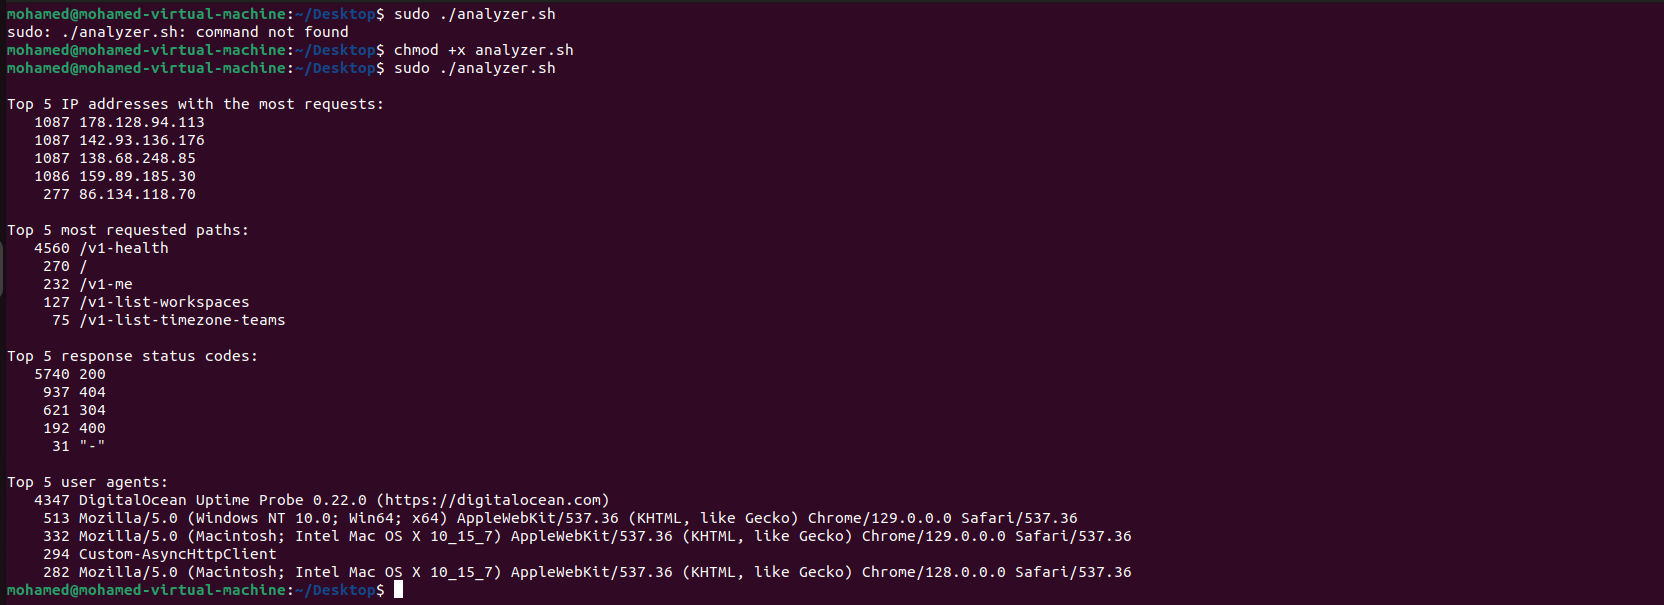 mohamed@mohamed-virtual-machine:~/Desktop$ sudo ./analyzer.sh
sudo: ./analyzer.sh: command not found
mohamed@mohamed-virtual-machine:~/Desktop$ chmod +x analyzer.sh
mohamed@mohamed-virtual-machine:~/Desktop$ sudo ./analyzer.sh
Top 5 IP addresses with the most requests:
1087 178.128.94.113
1087 142.93.136.176
1087 138.68.248.85
1086 159.89.185.30
277 86.134.118.70
Top 5 most requested paths:
4560 /v1-health
270 /
232 /v1-me
127 /v1-list-workspaces
75 /v1-list-timezone-teams
Top 5 response status codes:
5740 200
937 404
621 304
192 400
31 "-"
Top 5 user agents:
4347 DigitalOcean Uptime Probe 0.22.0 (https://digitalocean.com)
513 Mozilla/5.0 (Windows NT 10.0; Win64; x64) AppleWebKit/537.36 (KHTML, like Gecko) Chrome/129.0.0.0 Safari/537.36
332 Mozilla/5.0 (Macintosh; Intel Mac OS X 10_15_7) AppleWebKit/537.36 (KHTML, like Gecko) Chrome/129.0.0.0 Safari/537.36
294 Custom-AsyncHttpClient
282 Mozilla/5.0 (Macintosh; Intel Mac OS X 10_15_7) AppleWebKit/537.36 (KHTML, like Gecko) Chrome/128.0.0.0 Safari/537.36
mohamed@mohamed-virtual-machine:~/Desktop$